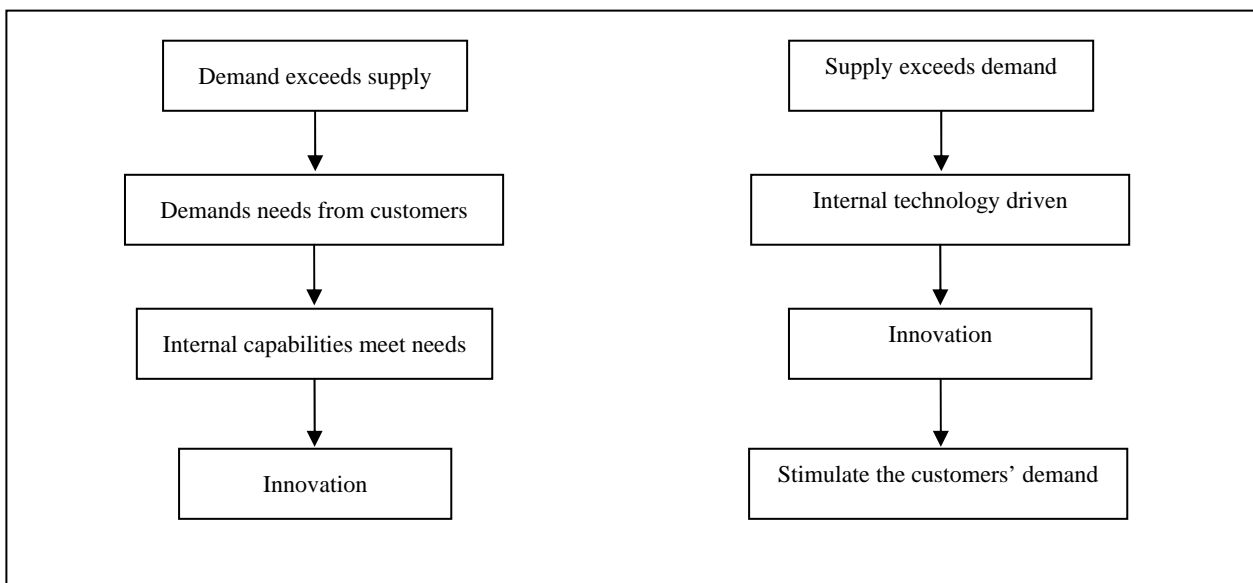 Demand exceeds supply
Demands needs from customers
Internal capabilities meet needs
Innovation
Supply exceeds demand
Internal technology driven
Innovation
Stimulate the customers’ demand